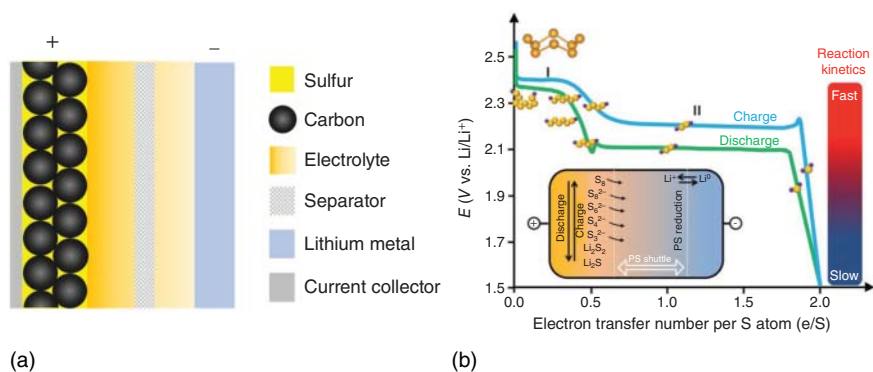 +
−
Sulfur
Carbon
Electrolyte
Separator
Lithium metal
Current collector
(a)
E (V vs. Li/Li⁺)
2.5
2.3
2.1
1.9
1.7
1.5
0.0
0.5
1.0
1.5
2.0
Electron transfer number per S atom (e/S)
I
II
Charge
Discharge
Reaction
kinetics
Fast
Slow
+
−
Discharge
Charge
S₈
S₈²⁻
S₆²⁻
S₄²⁻
S₃²⁻
Li₂S₂
Li₂S
Li⁺
Li⁰
PS reduction
PS shuttle
(b)